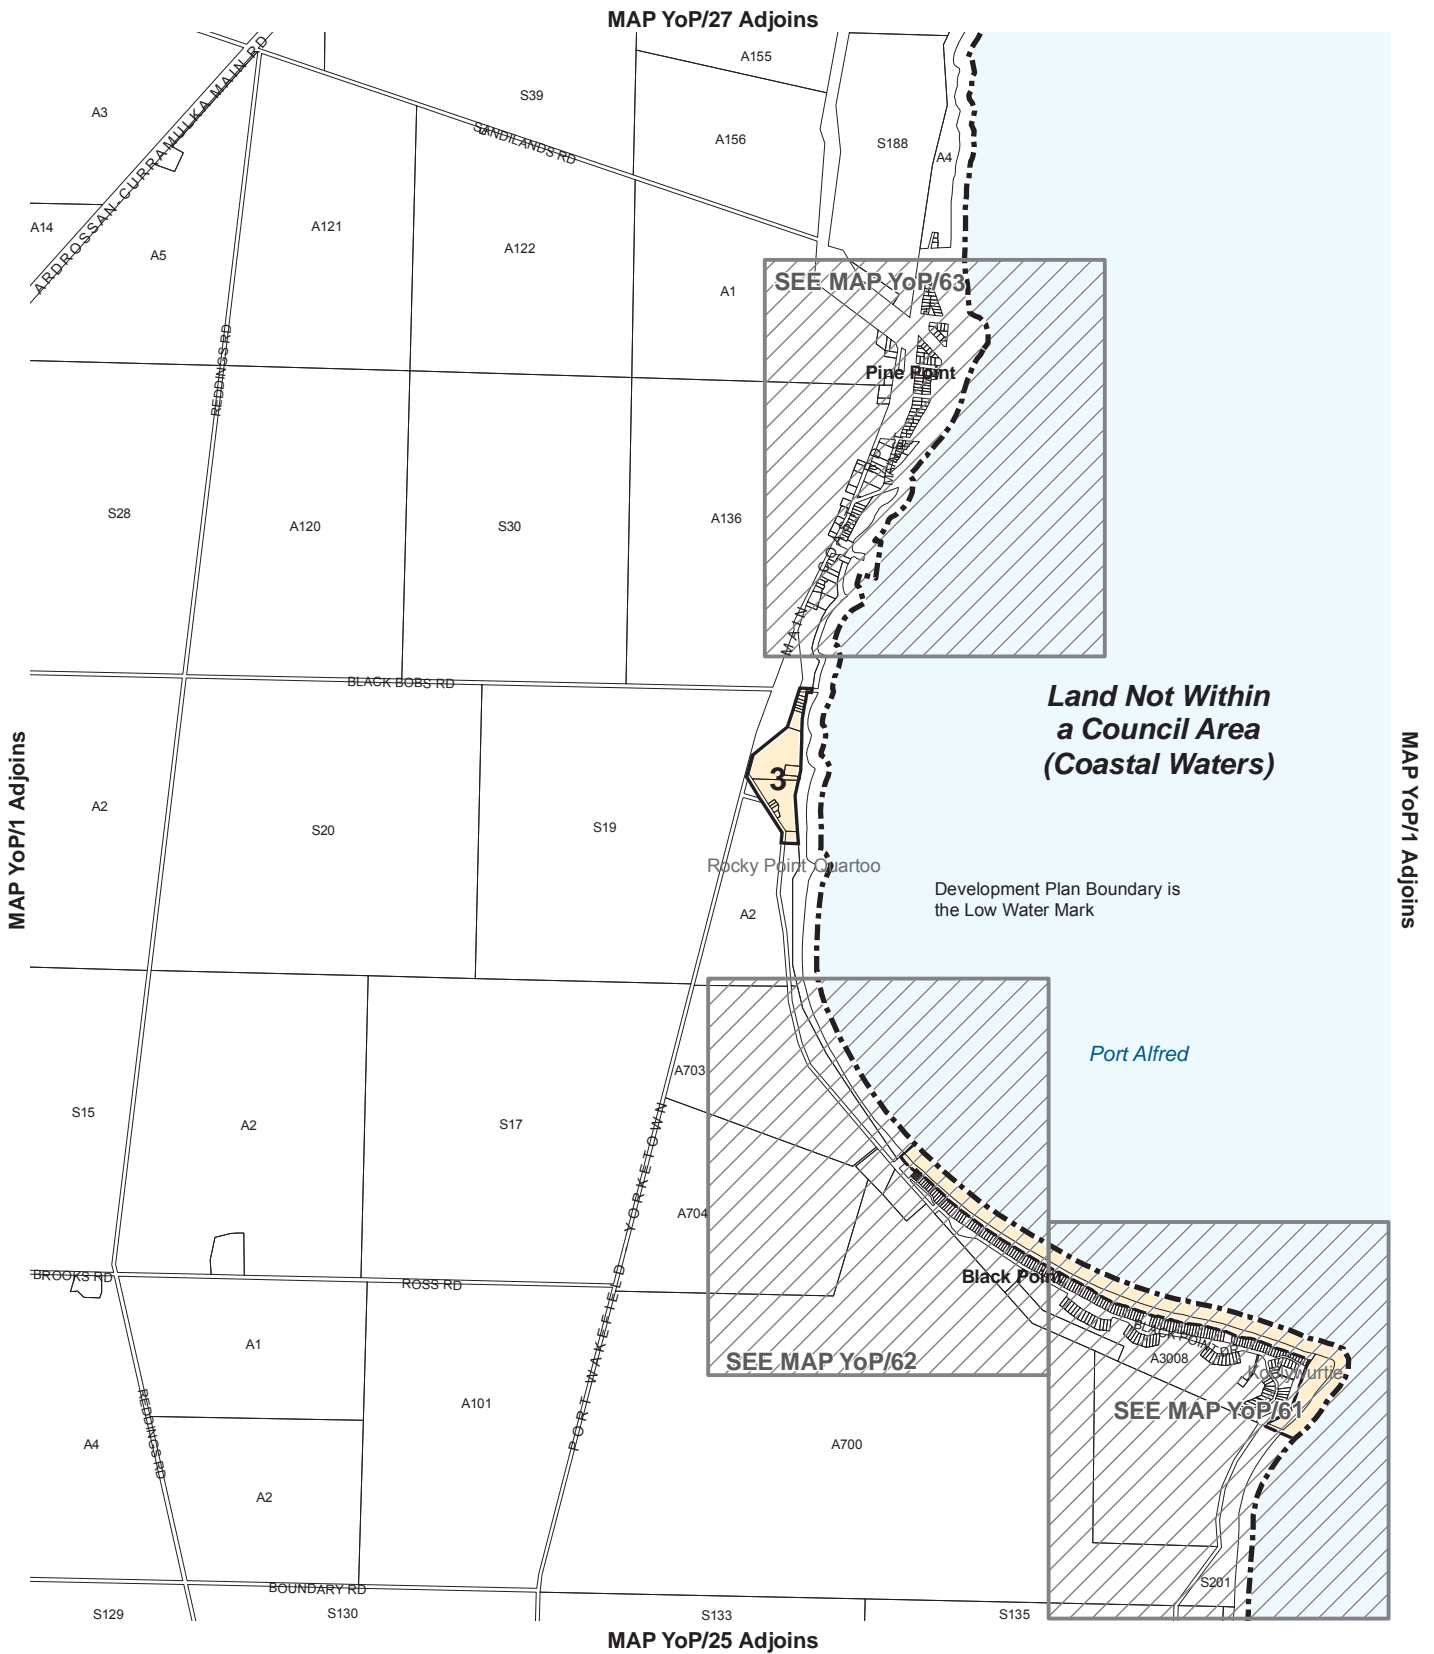 MAP YoP/27 Adjoins
A155
S39
A3
SANDILANDS RD
A156
S188
A4
ARDROSSAN-CURRAMULKA MAIN RD
A14
A5
A121
A122
A1
SEE MAP YoP/63
REDDINGS RD
Pine Point
S28
A120
S30
A136
MAIN
BLACK BOBS RD
Land Not Within
a Council Area
(Coastal Waters)
MAP YoP/1 Adjoins
MAP YoP/1 Adjoins
A2
S20
S19
3
Rocky Point Quartoo
Development Plan Boundary is
the Low Water Mark
A2
Port Alfred
A703
S15
A2
S17
A704
PORT WAKEFIELD YORKETOWN
BROOKS RD
ROSS RD
Black Point
BLACK POINT DR
A1
SEE MAP YoP/62
A3008
Koolywurtie
SEE MAP YoP/61
REDDINGS RD
A101
A4
A700
A2
S201
BOUNDARY RD
S129
S130
S133
S135
MAP YoP/25 Adjoins